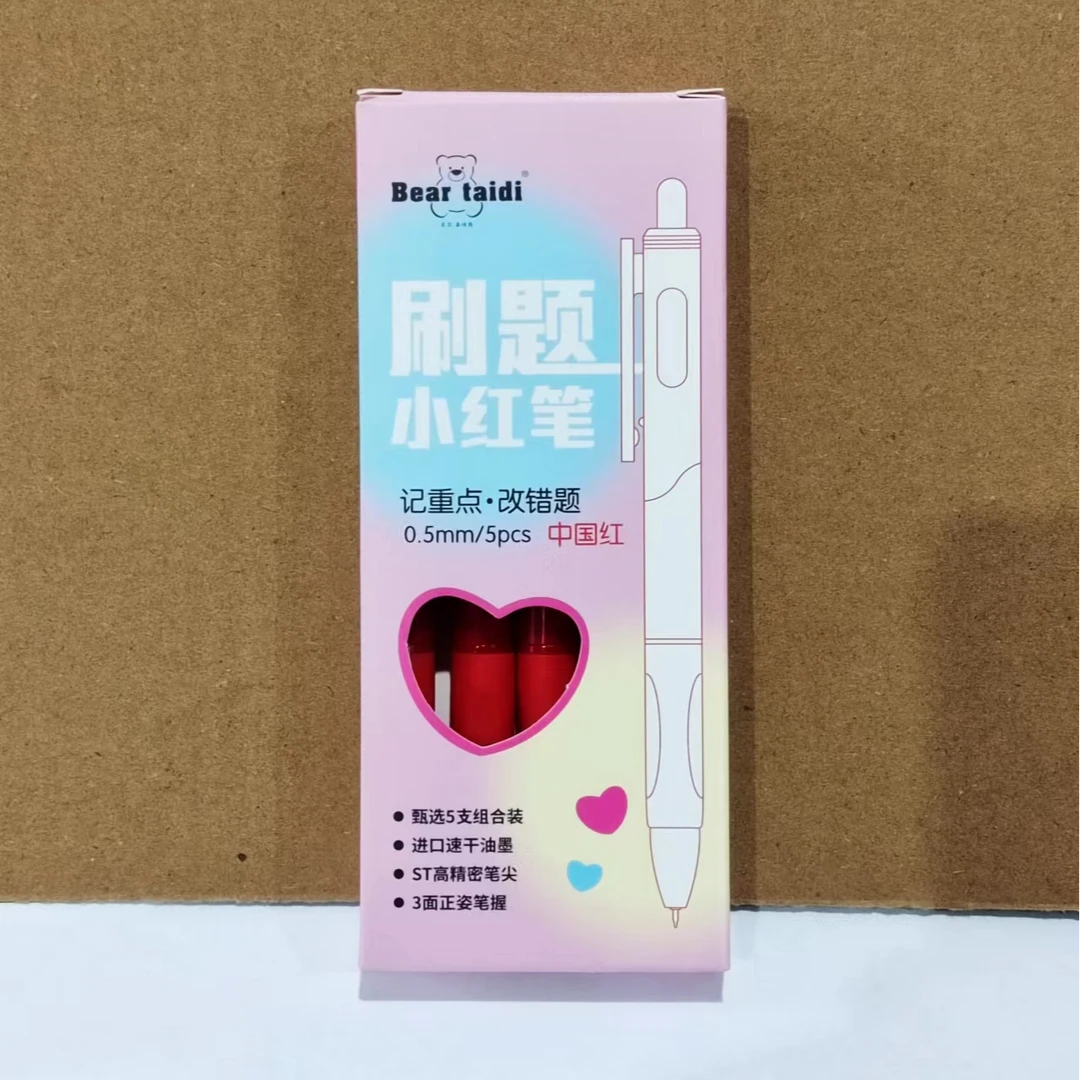 Bear taidi®
刷题
小红笔
记重点·改错题
0.5mm/5pcs 中国红
● 甄选5支组合装
● 进口速干油墨
● ST高精密笔尖
● 3面正姿笔握